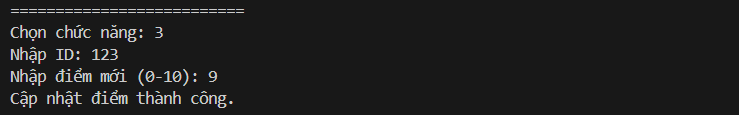 ==========================
Chọn chức năng: 3
Nhập ID: 123
Nhập điểm mới (0-10): 9
Cập nhật điểm thành công.